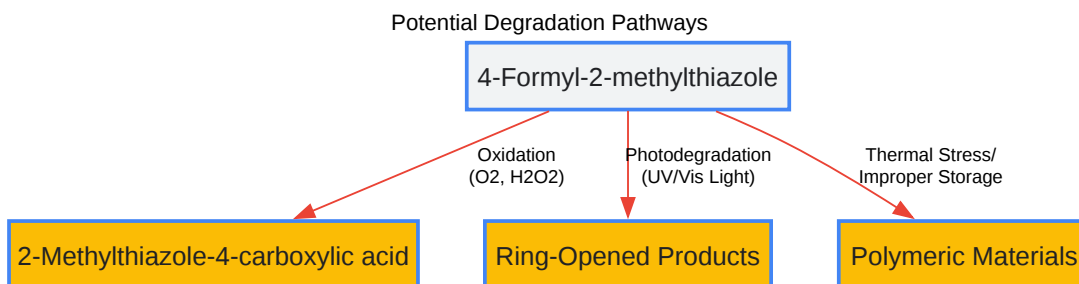 Potential Degradation Pathways
4-Formyl-2-methylthiazole
Oxidation
(O2, H2O2)
Photodegradation
(UV/Vis Light)
Thermal Stress/
Improper Storage
2-Methylthiazole-4-carboxylic acid
Ring-Opened Products
Polymeric Materials